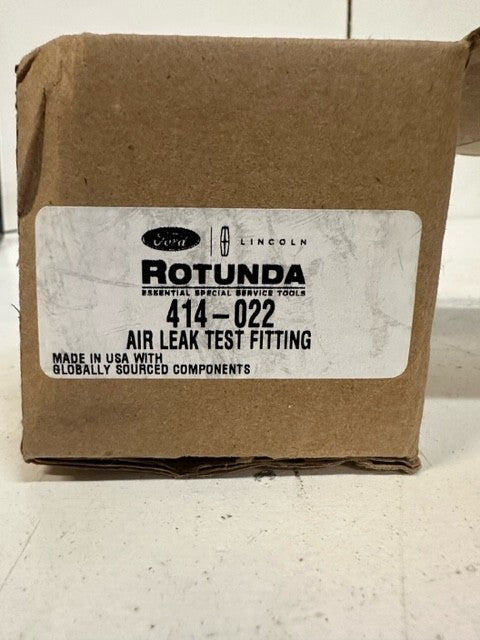 Ford LINCOLN
ROTUNDA
ESSENTIAL SPECIAL SERVICE TOOLS
414-022
AIR LEAK TEST FITTING
MADE IN USA WITH
GLOBALLY SOURCED COMPONENTS